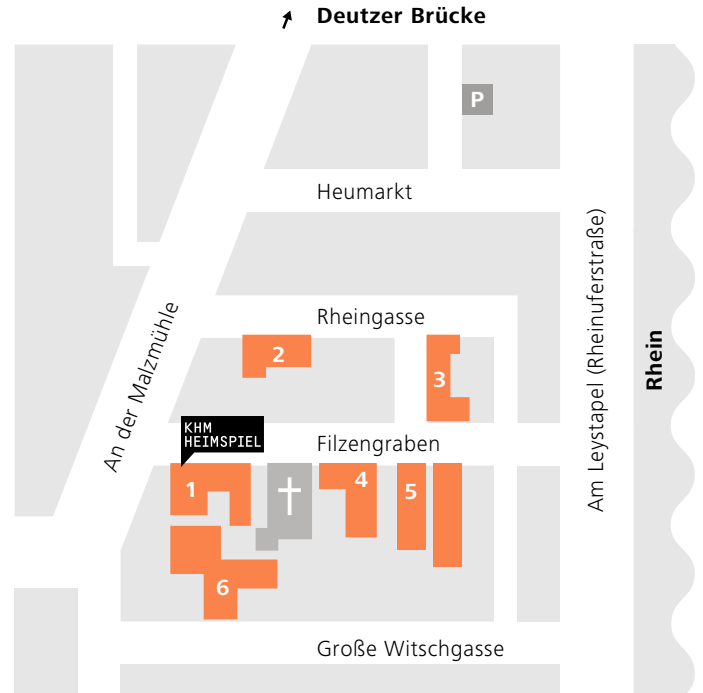 Deutzer Brücke
P
Heumarkt
An der Malzmühle
Am Leystapel (Rheinuferstraße)
Rhein
Rheingasse
2
3
KHM
HEIMSPIEL
Filzengraben
1
4
5
6
Große Witschgasse